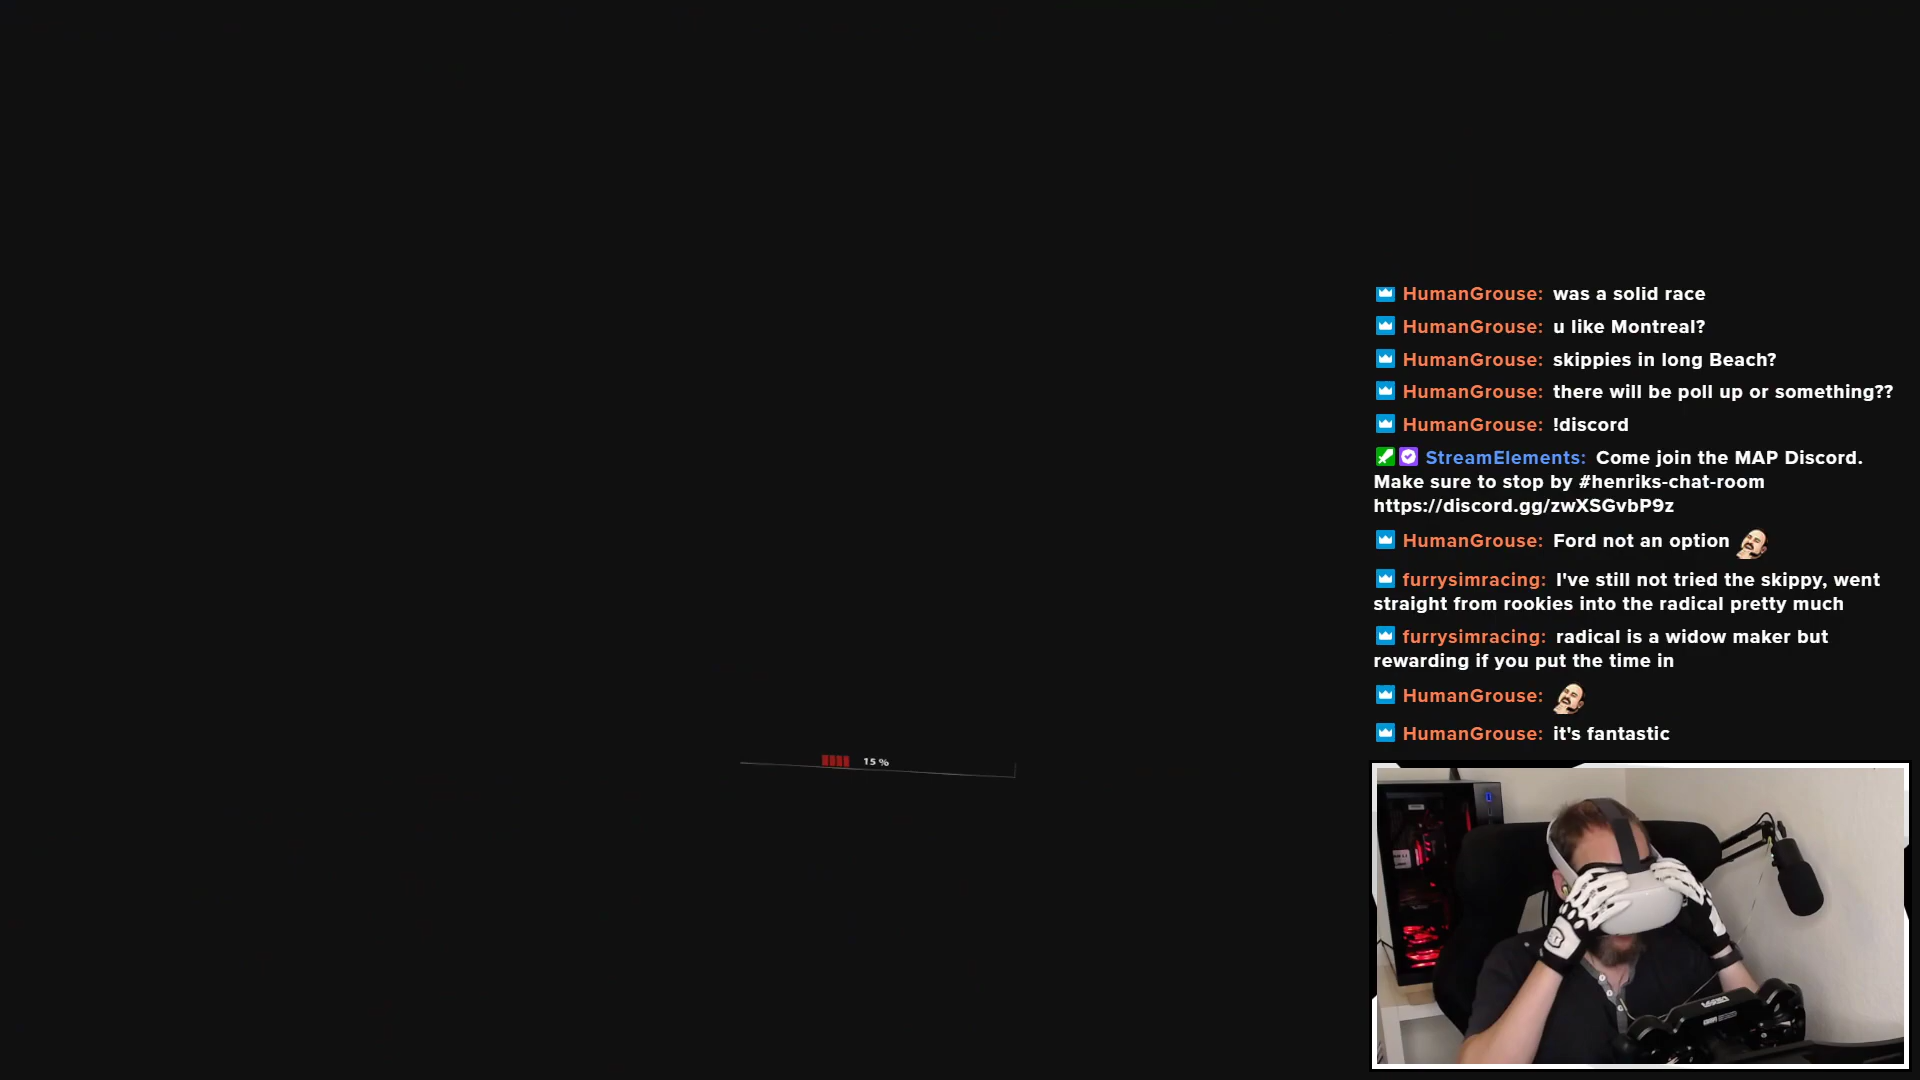 HumanGrouse: was a solid race
HumanGrouse: u like Montreal?
HumanGrouse: skippies in long Beach?
HumanGrouse: there will be poll up or something??
HumanGrouse: !discord
StreamElements: Come join the MAP Discord.
Make sure to stop by #henriks-chat-room
https://discord.gg/zwXSGvbP9z
HumanGrouse: Ford not an option
furrysimracing: I've still not tried the skippy, went
straight from rookies into the radical pretty much
furrysimracing: radical is a widow maker but
rewarding if you put the time in
HumanGrouse:
HumanGrouse: it's fantastic
15 %